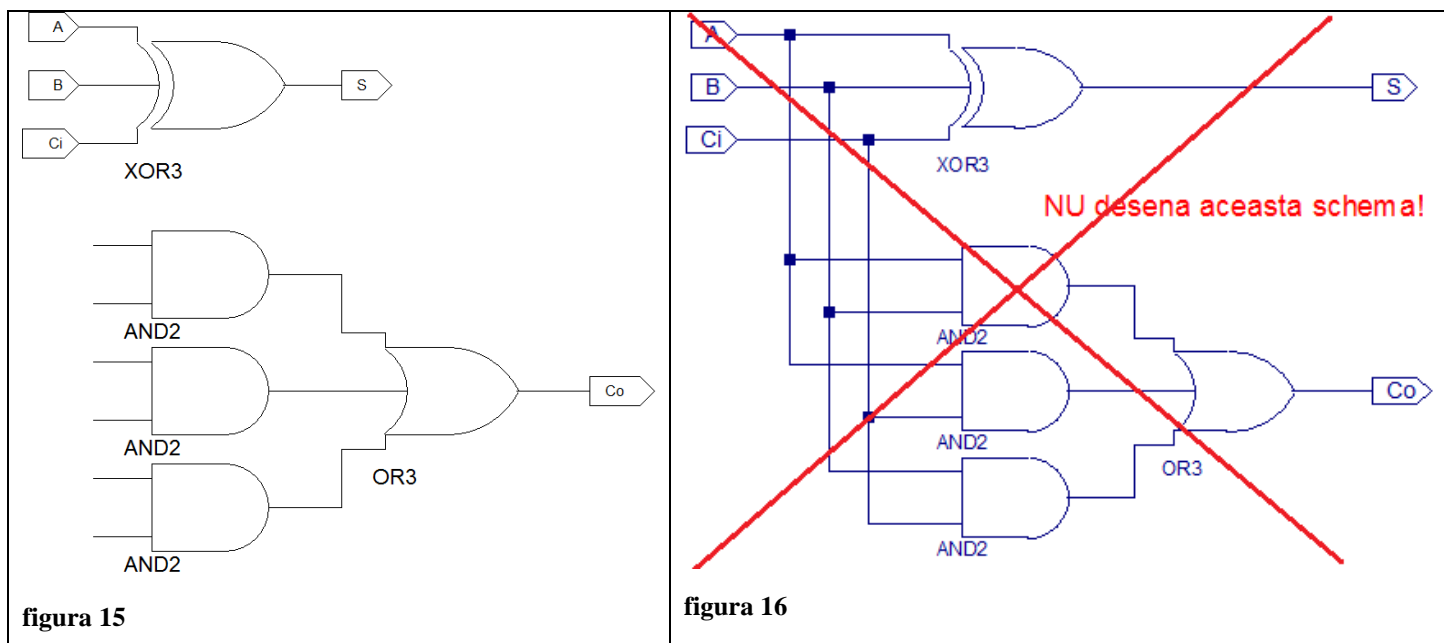 A
B
Ci
S
XOR3
AND2
AND2
AND2
OR3
Co
figura 15
A
B
Ci
S
XOR3
NU desena aceasta schema!
AND2
AND2
AND2
OR3
Co
figura 16